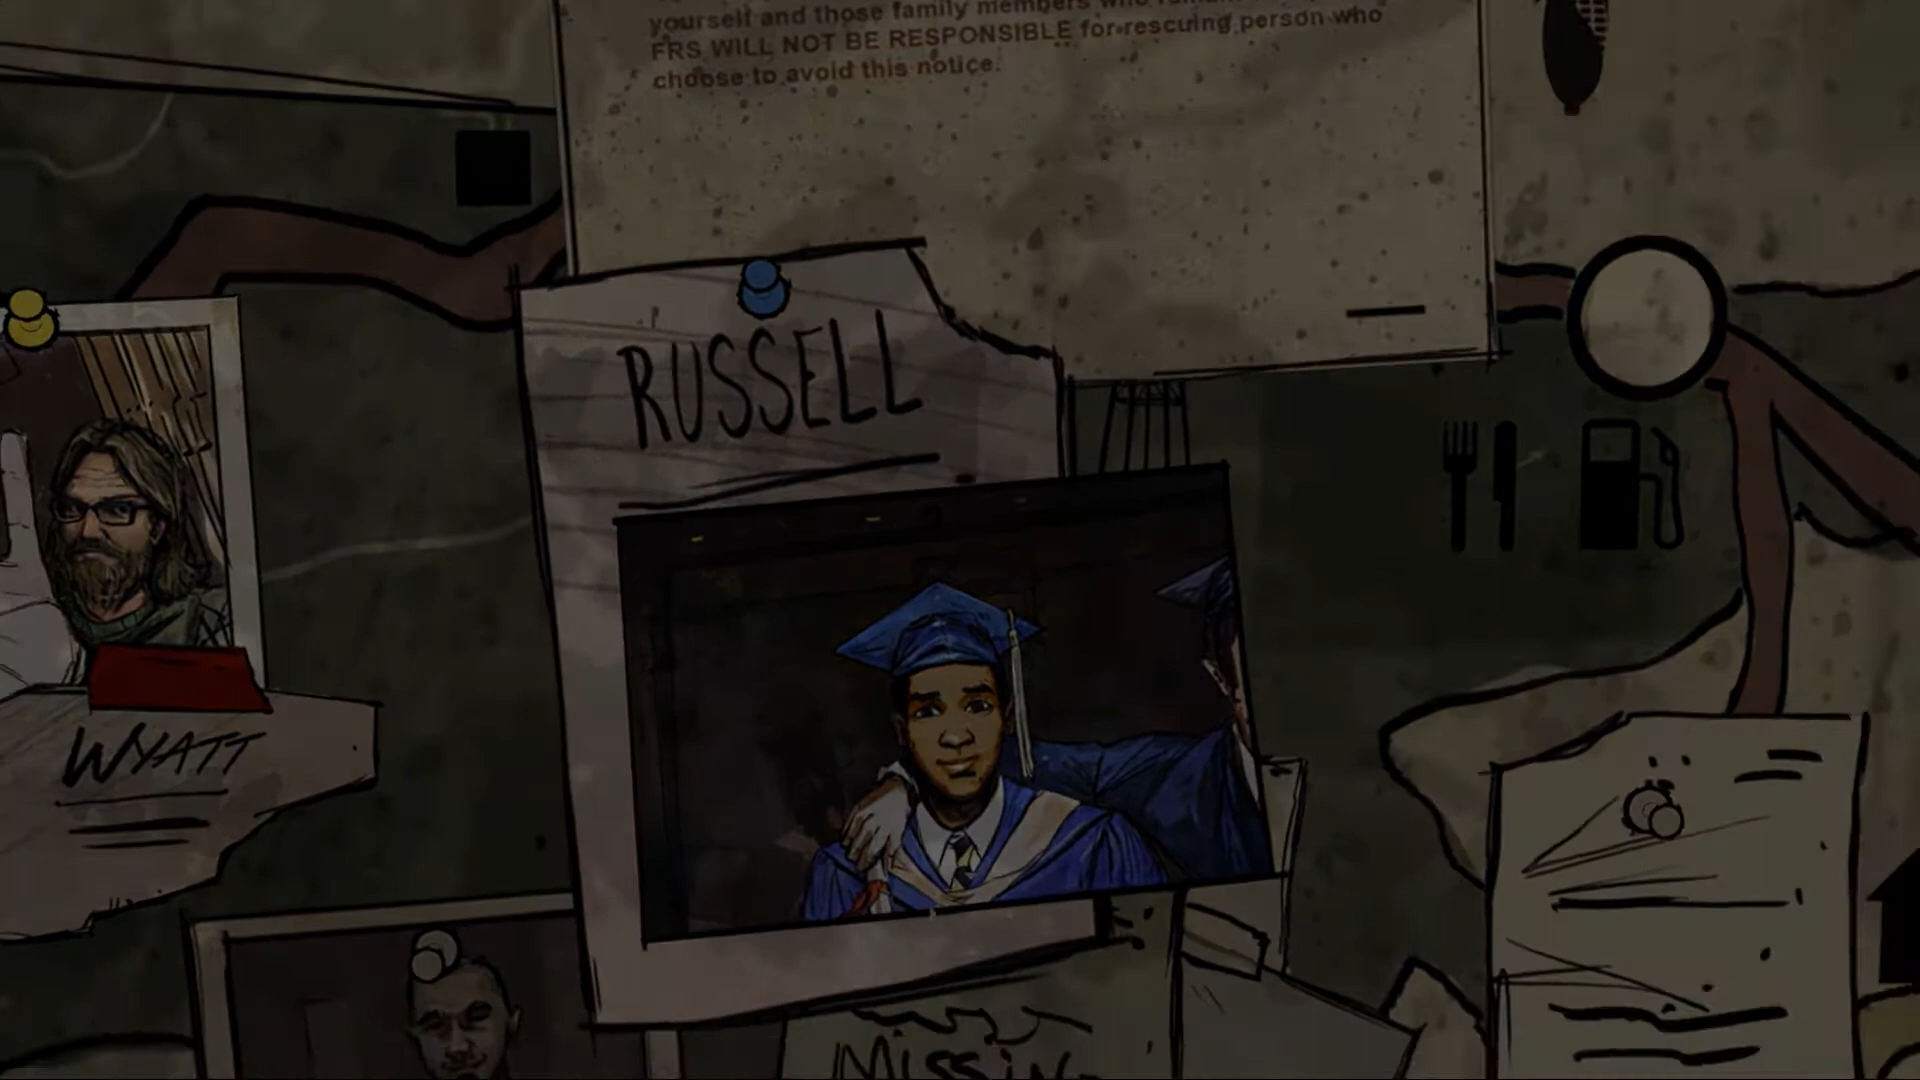 yourself and those family members who
FRS WILL NOT BE RESPONSIBLE for rescuing person who
choose to avoid this notice.
RUSSELL
WYATT
MISSING